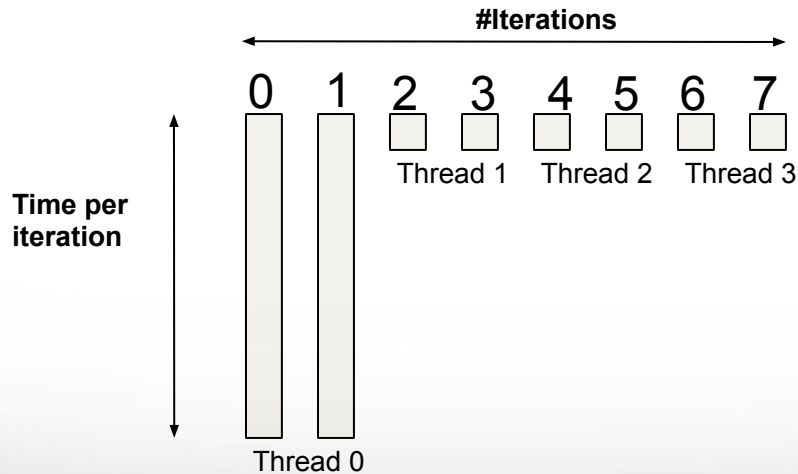 #Iterations
0 1 2 3 4 5 6 7
Thread 1 Thread 2 Thread 3
Time per
iteration
Thread 0